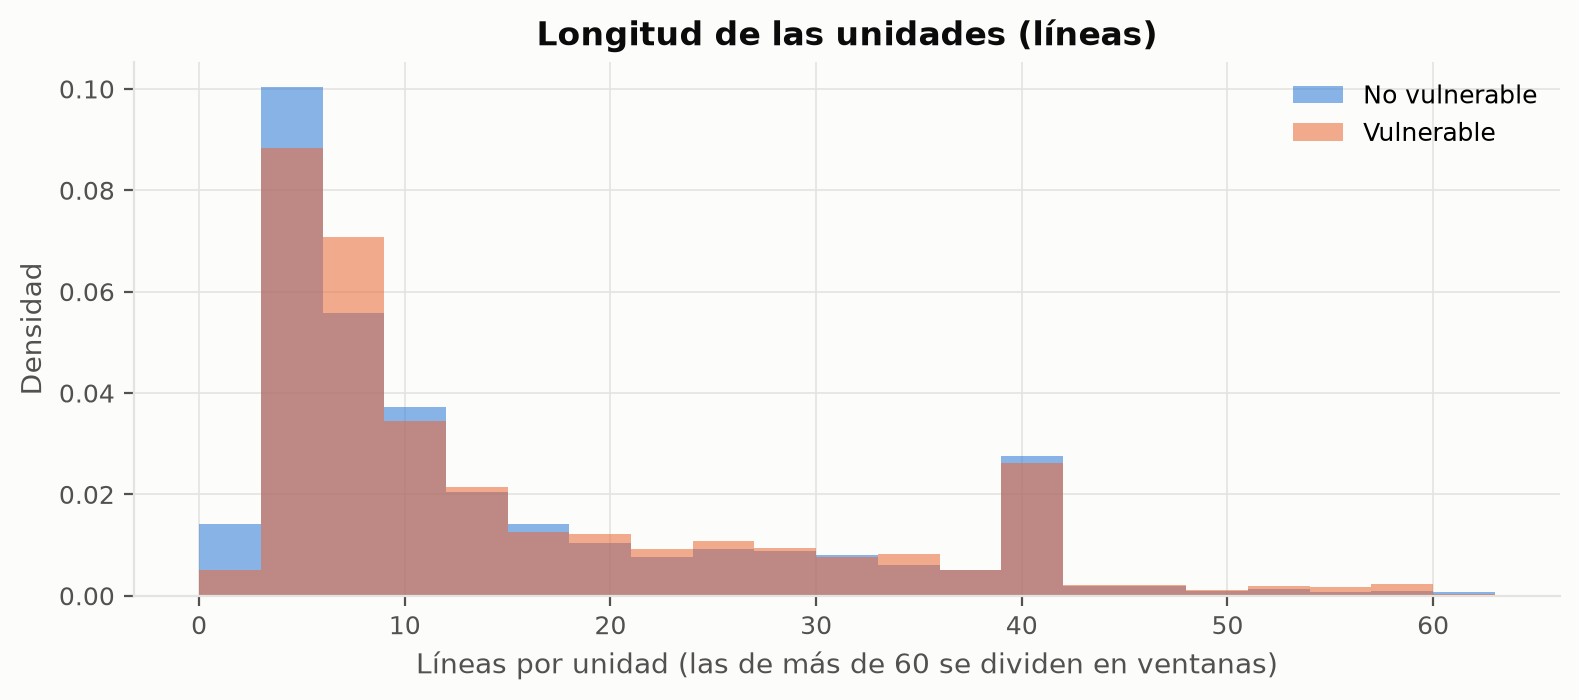 Longitud de las unidades (líneas)
No vulnerable
Vulnerable
Densidad
0.10
0.08
0.06
0.04
0.02
0.00
0 10 20 30 40 50 60
Líneas por unidad (las de más de 60 se dividen en ventanas)